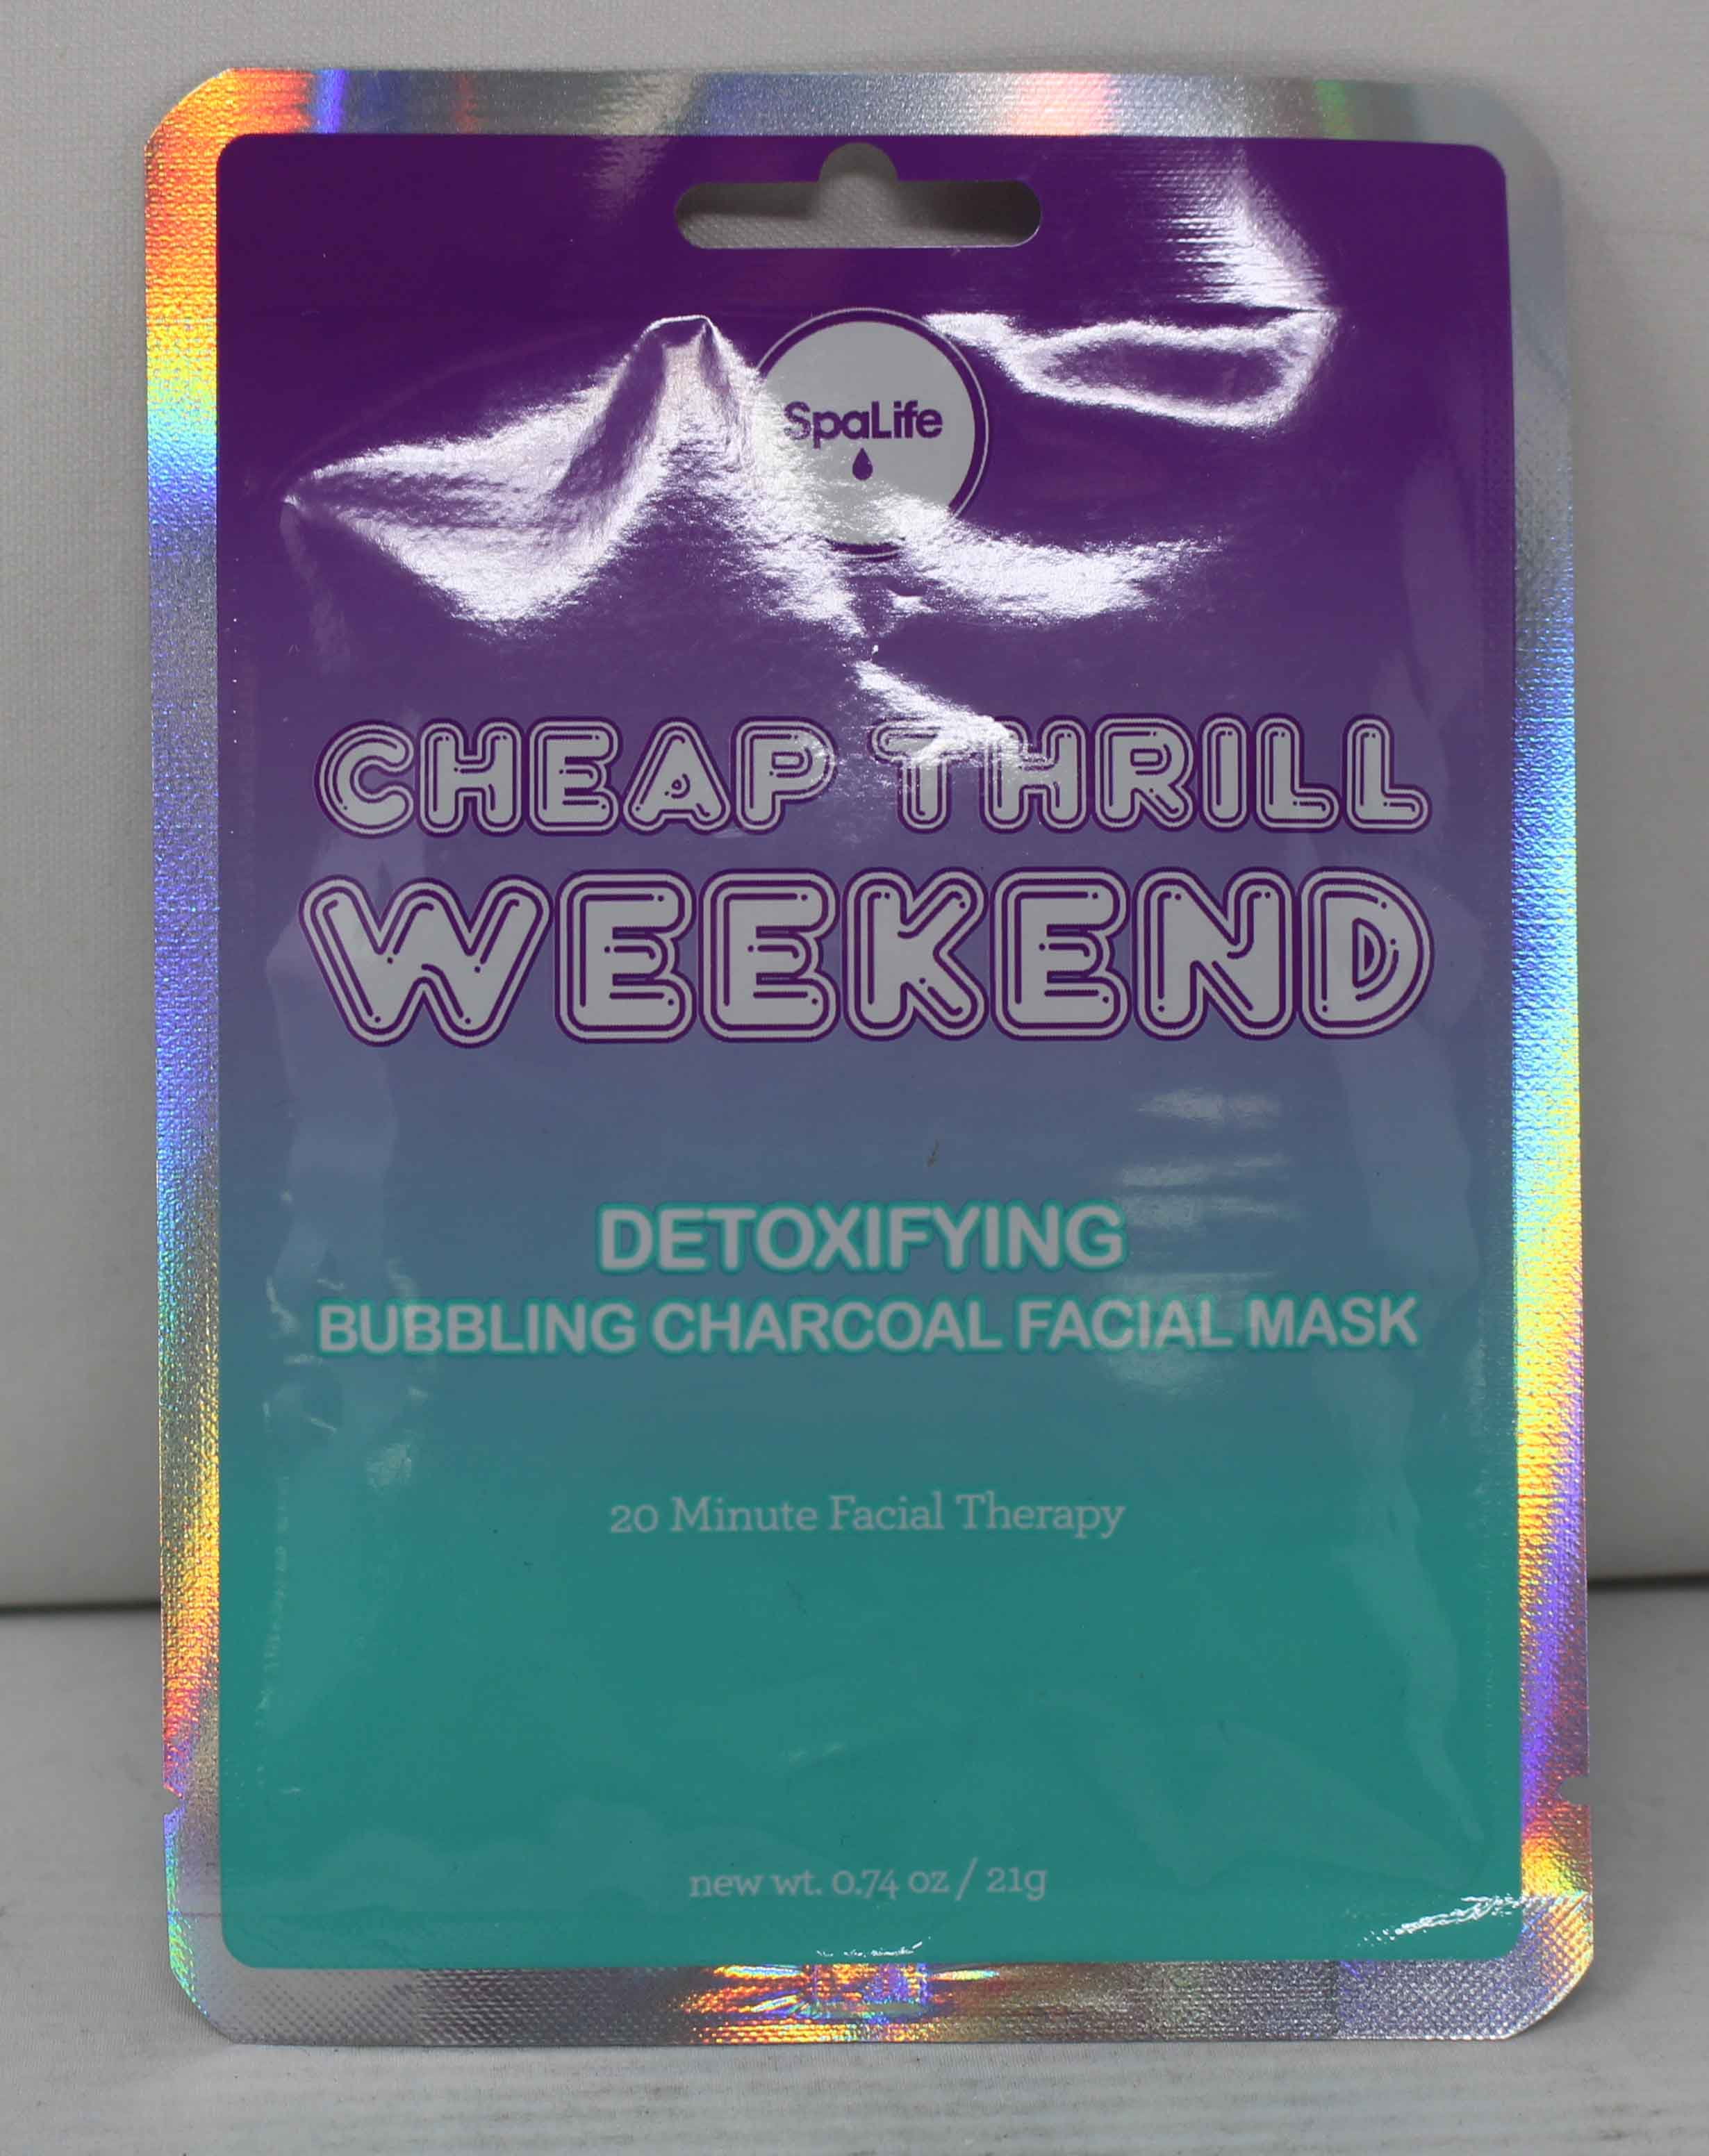 SpaLife
CHEAP THRILL
WEEKEND
DETOXIFYING
BUBBLING CHARCOAL FACIAL MASK
20 Minute Facial Therapy
new wt. 0.74 oz / 21g